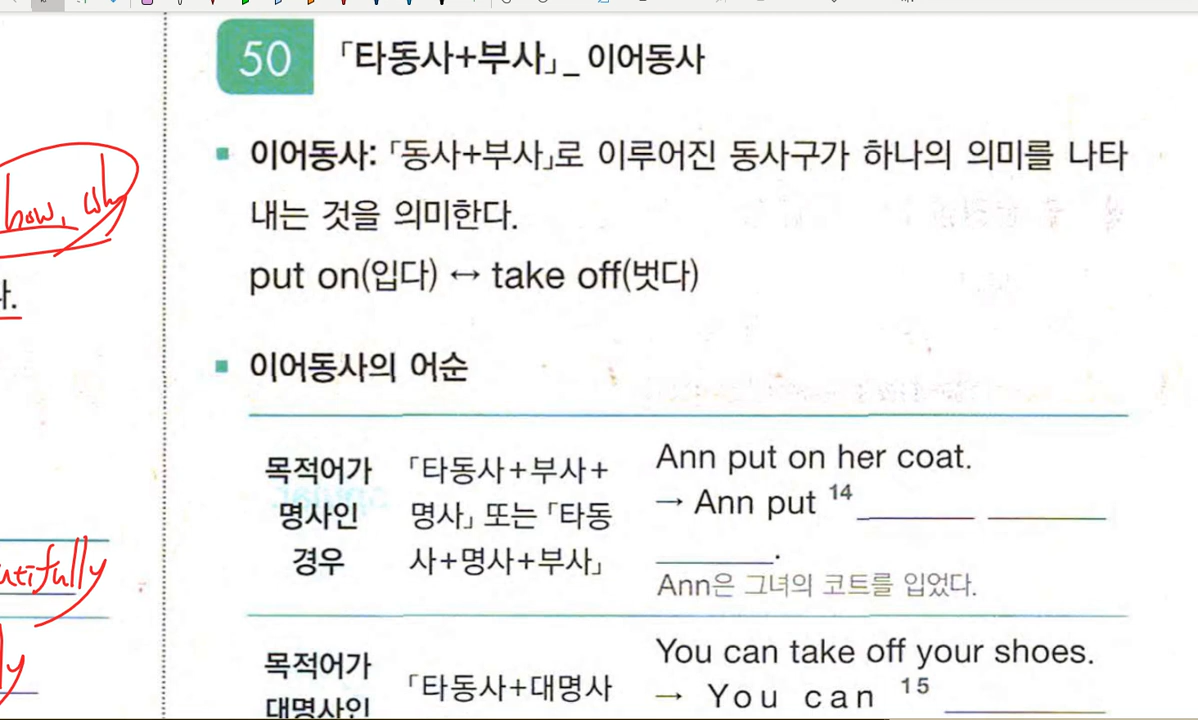 50 「타동사+부사」_ 이어동사
이어동사: 「동사+부사」로 이루어진 동사구가 하나의 의미를 나타
내는 것을 의미한다.
put on(입다) ↔ take off(벗다)
이어동사의 어순
목적어가
명사인
경우
「타동사+부사+
명사」 또는 「타동
사+명사+부사」
Ann put on her coat.
→ Ann put 14
.
Ann은 그녀의 코트를 입었다.
목적어가
대명사인
「타동사+대명사
You can take off your shoes.
→ You can 15
how,
다.